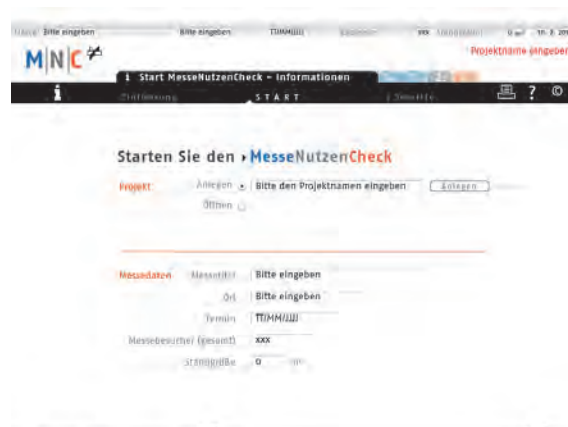 Bitte eingeben Bitte eingeben TT/MM/JJJJ xxx
Projektname eingeben
M|N|C
i Start MesseNutzenCheck – Informationen
i START ? ©
Starten Sie den ▸MesseNutzenCheck
Projekt Anlegen Bitte den Projektnamen eingeben Anlegen
Öffnen
Messedaten Messetitel Bitte eingeben
Ort Bitte eingeben
Termin TT/MM/JJJJ
Messebesucher (gesamt) xxx
Standgröße 0